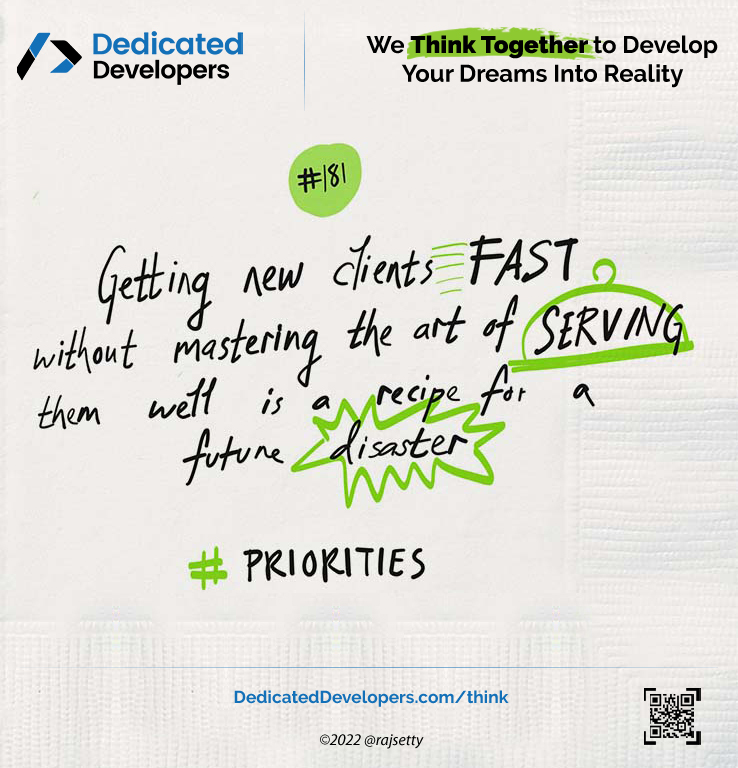 Dedicated
Developers
We Think Together to Develop
Your Dreams Into Reality
#181
Getting new clients FAST
without mastering the art of SERVING
them well is a recipe for a
future disaster
# PRIORITIES
DedicatedDevelopers.com/think
©2022 @rajsetty